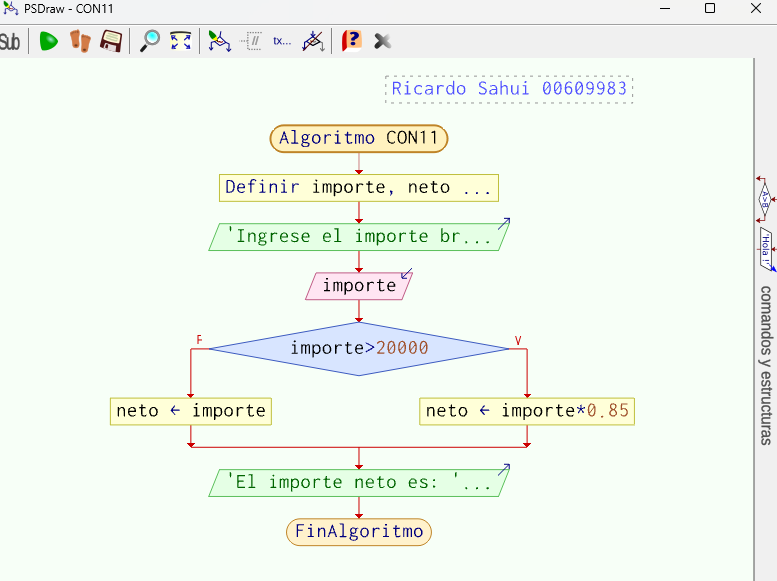 PSDraw - CON11
Sub
tx...
?
Ricardo Sahui 00609983
Algoritmo CON11
Definir importe, neto ...
'Ingrese el importe br...
importe
importe>20000
F
V
neto ← importe
neto ← importe*0.85
'El importe neto es: '...
FinAlgoritmo
A>B
'Hola !'
comandos y estructuras